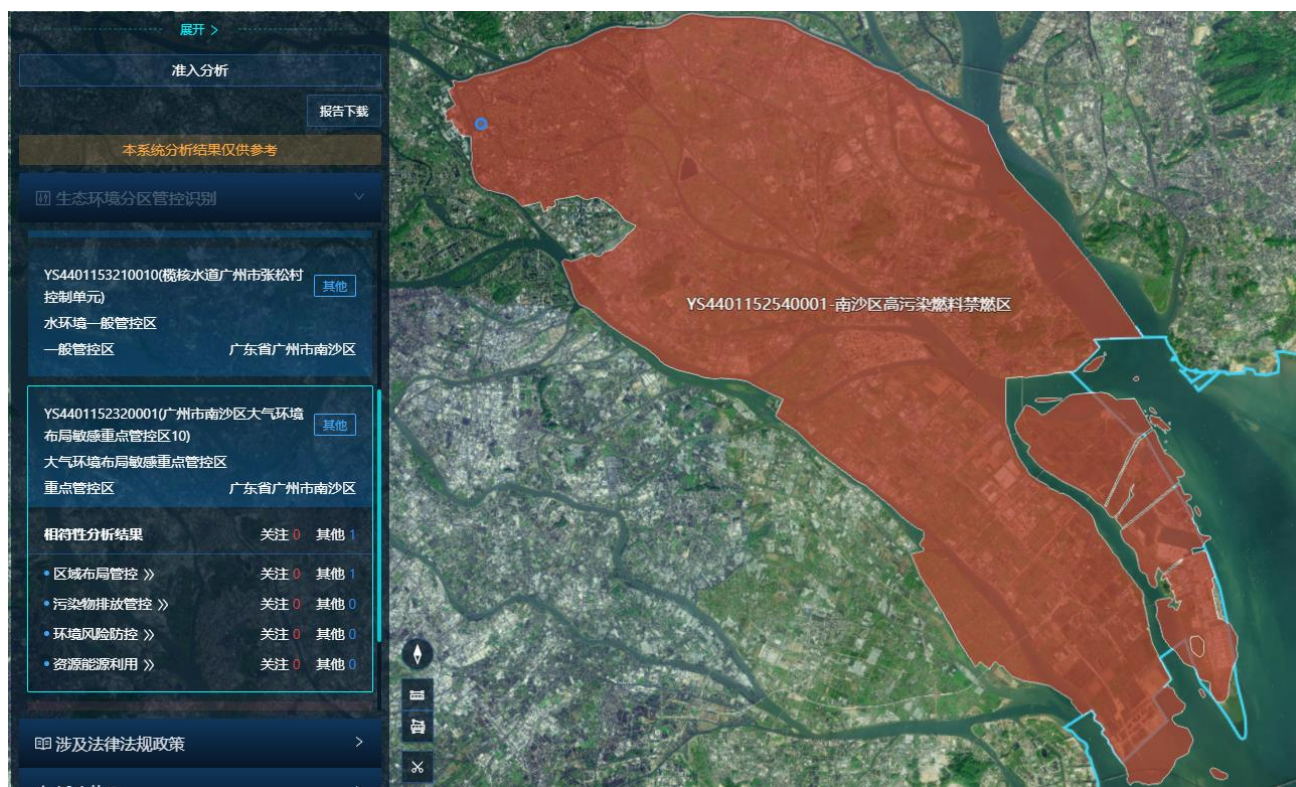 展开 >
准入分析
报告下载
本系统分析结果仅供参考
生态环境分区管控识别
YS4401153210010(榄核水道广州市张松村
控制单元)
其他
水环境一般管控区
一般管控区 广东省广州市南沙区
YS4401152320001(广州市南沙区大气环境
布局敏感重点管控区10)
其他
大气环境布局敏感重点管控区
重点管控区 广东省广州市南沙区
相符性分析结果 关注 0 其他 1
• 区域布局管控 》 关注 0 其他 1
• 污染物排放管控 》 关注 0 其他 0
• 环境风险防控 》 关注 0 其他 0
• 资源能源利用 》 关注 0 其他 0
涉及法律法规政策 >
YS4401152540001-南沙区高污染燃料禁燃区